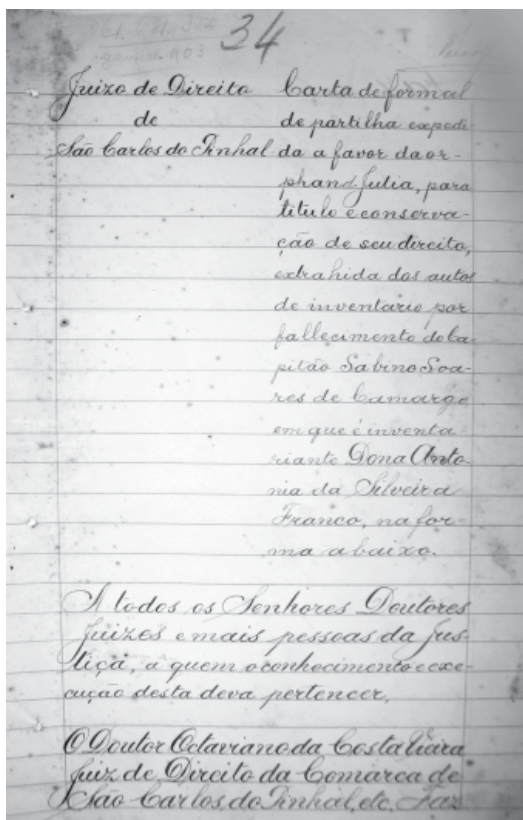 34
Juizo de Direito
de
São Carlos do Pinhal
Carta de formal
de partilha expedi-
da a favor da or-
phanª Julia, para
titulo e conserva-
ção de seu direito,
extrahida dos autos
de inventario por
fallecimento do Ca-
pitão Sabino Soa-
res de Camargo,
em que é inventa-
riante Dona Anto-
nia da Silveira
Franco, na for-
ma abaixo.
A todos os Senhores Doutores
Juizes e mais pessoas da Jus-
tiça, a quem o conhecimento e exe-
cução desta deva pertencer.
O Doutor Octaviano da Costa Vieira
Juiz de Direito da Comarca de
São Carlos do Pinhal, etc. Faz